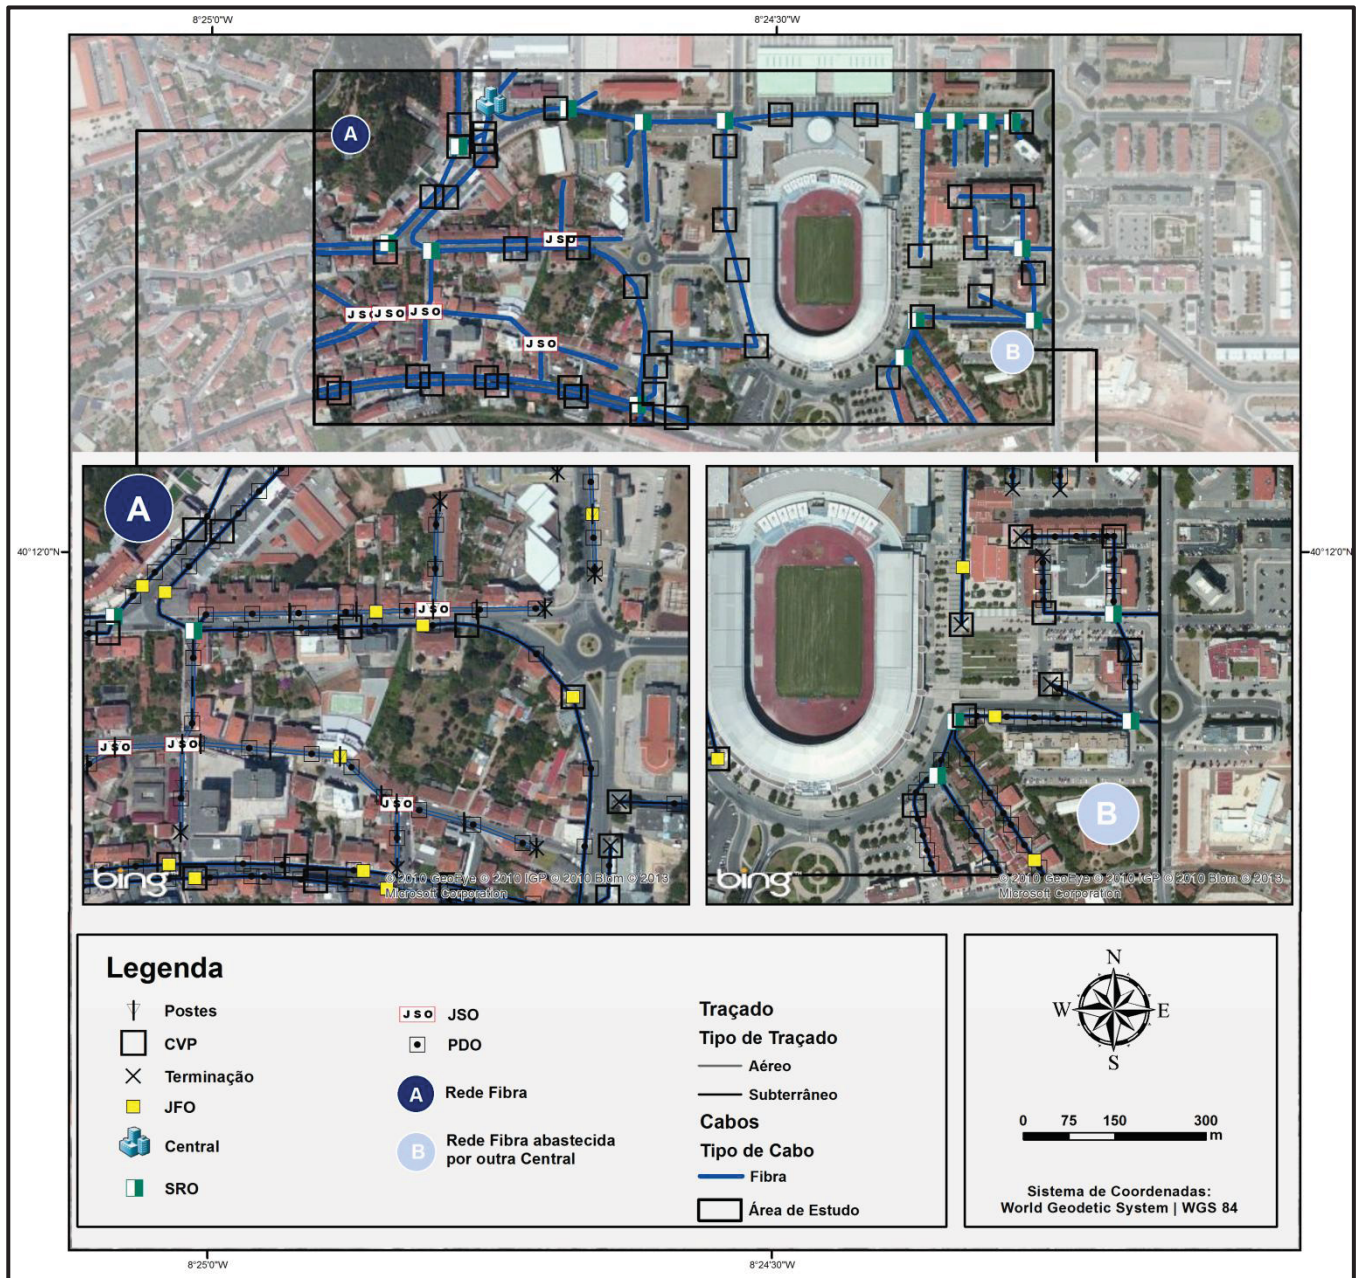 8°25'0"W
8°24'30"W
A
JSO
JSO
JSO
JSO
JSO
B
A
40°12'0"N
40°12'0"N
JSO
JSO
JSO
JSO
B
bing
© 2010 GeoEye © 2010 IGP © 2010 Blom © 2013
Microsoft Corporation
bing
© 2010 GeoEye © 2010 IGP © 2010 Blom © 2013
Microsoft Corporation
Legenda
Postes
CVP
Terminação
JFO
Central
SRO
JSO JSO
PDO
A Rede Fibra
B Rede Fibra abastecida
por outra Central
Traçado
Tipo de Traçado
Aéreo
Subterrâneo
Cabos
Tipo de Cabo
Fibra
Área de Estudo
N
W E
S
0 75 150 300
m
Sistema de Coordenadas:
World Geodetic System | WGS 84
8°25'0"W
8°24'30"W